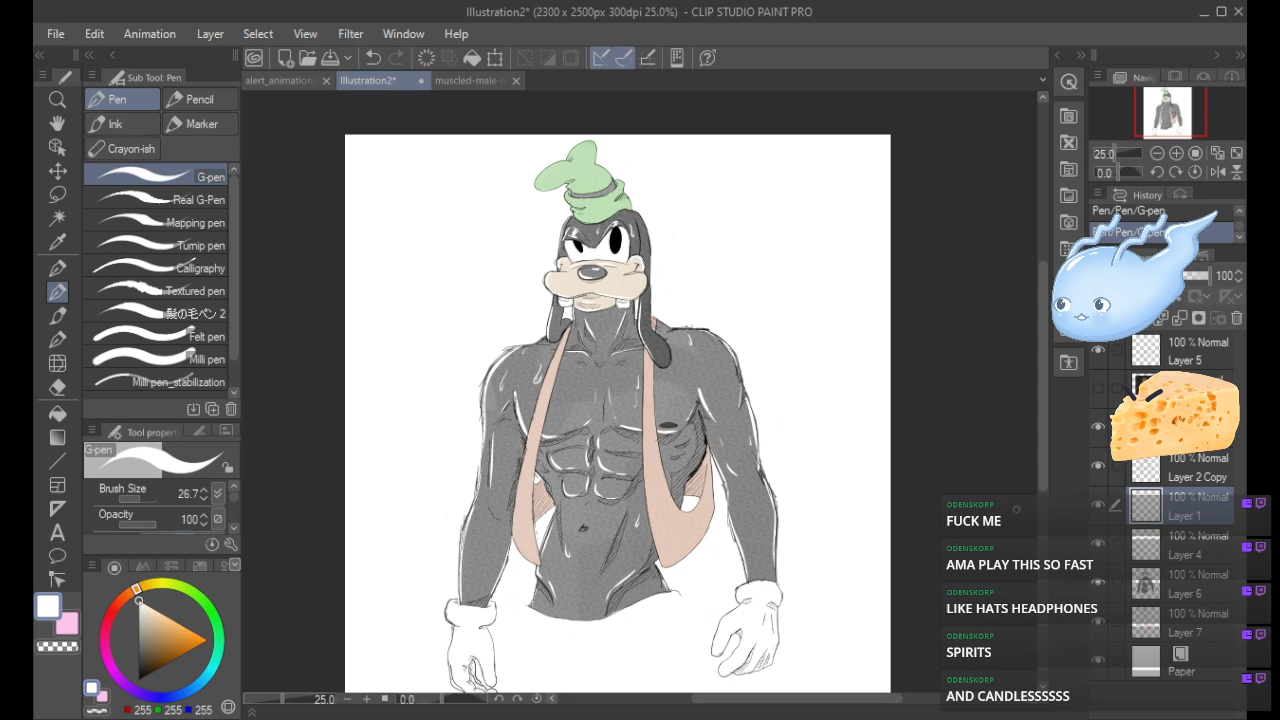 Illustration2* (2300 x 2500px 300dpi 25.0%) - CLIP STUDIO PAINT PRO
File Edit Animation Layer Select View Filter Window Help
Sub Tool: Pen
alert_animation
Illustration2*
muscled-male-
Navig
Pen
Pencil
Ink
Marker
Crayon-ish
G-pen
Real G-Pen
Mapping pen
Turnip pen
Calligraphy
Textured pen
髪の毛ペン 2
Felt pen
Milli pen
Milli pen_stabilization
Tool propert
G-pen
Brush Size 26.7
Opacity 100
255 255 255
25.0
0.0
25.0
0.0
History
Pen/Pen/G-pen
Pen/Pen/G-pen
100
100 % Normal
Layer 5
100 % Normal
Layer 2 Copy
100 % Normal
Layer 1
100 % Normal
Layer 4
100 % Normal
Layer 6
100 % Normal
Layer 7
Paper
ODENSKORP
FUCK ME
ODENSKORP
AMA PLAY THIS SO FAST
ODENSKORP
LIKE HATS HEADPHONES
ODENSKORP
SPIRITS
ODENSKORP
AND CANDLESSSSS